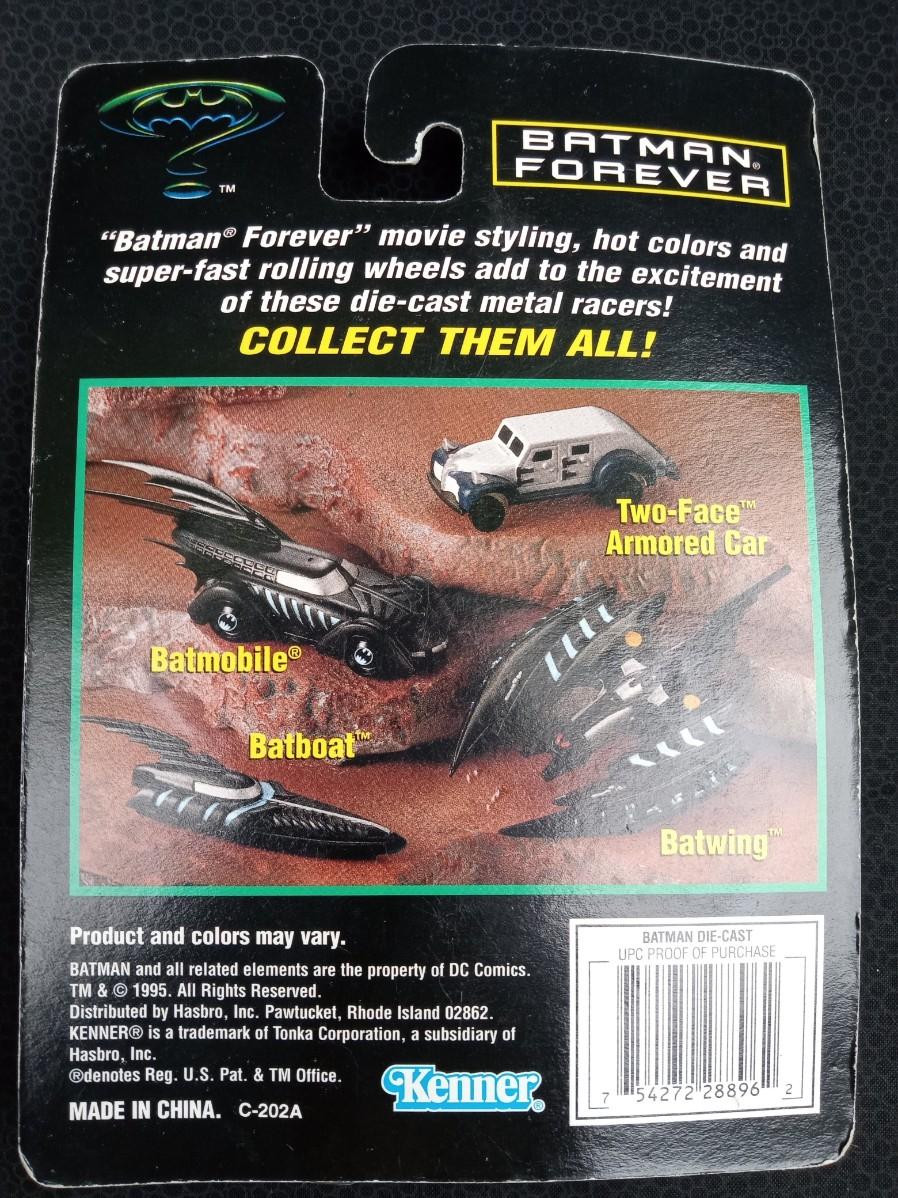 ™
BATMAN®
FOREVER
“Batman® Forever” movie styling, hot colors and
super-fast rolling wheels add to the excitement
of these die-cast metal racers!
COLLECT THEM ALL!
Two-Face™
Armored Car
Batmobile®
Batboat™
Batwing™
Product and colors may vary.
BATMAN and all related elements are the property of DC Comics.
TM & © 1995. All Rights Reserved.
Distributed by Hasbro, Inc. Pawtucket, Rhode Island 02862.
KENNER® is a trademark of Tonka Corporation, a subsidiary of
Hasbro, Inc.
®denotes Reg. U.S. Pat. & TM Office.
MADE IN CHINA. C-202A
Kenner®
BATMAN DIE-CAST
UPC PROOF OF PURCHASE
7 54272 28896 2